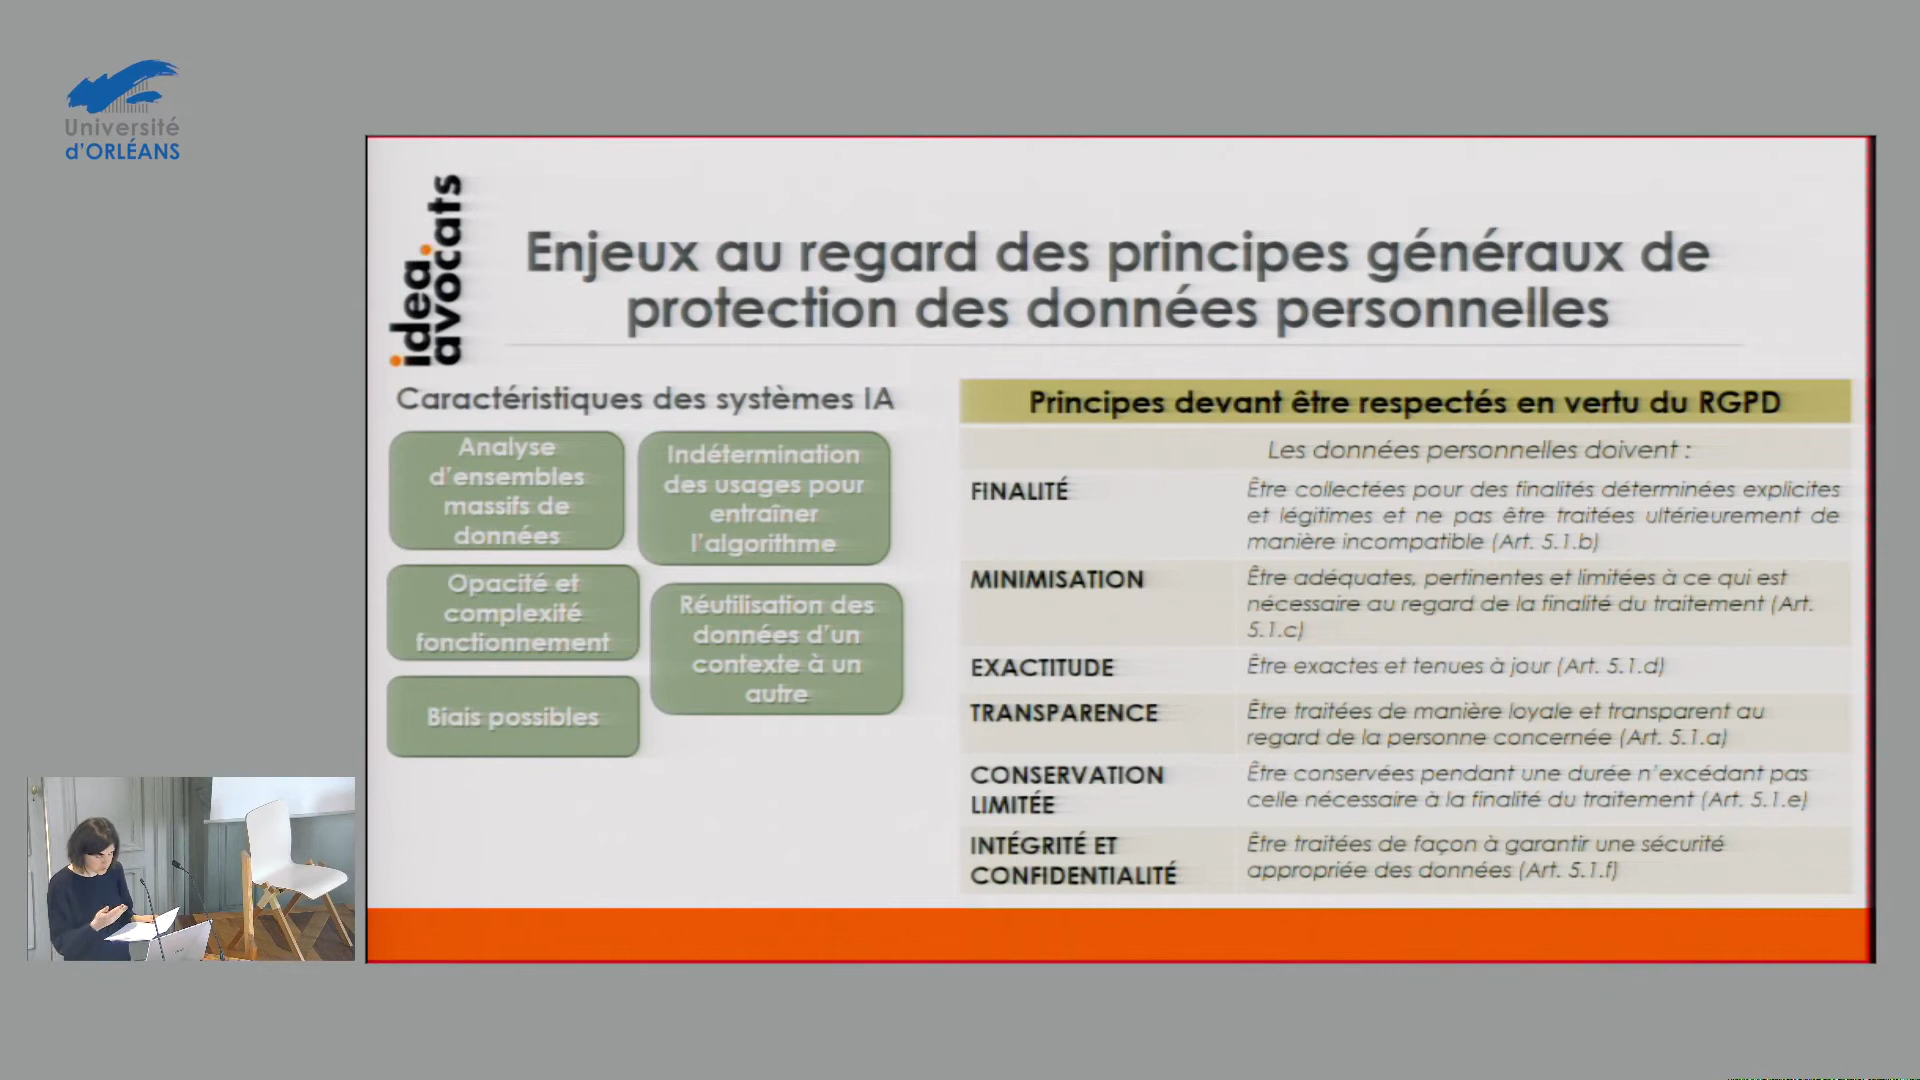 Université
d'ORLÉANS
idea.
avocats
Enjeux au regard des principes généraux de
protection des données personnelles
Caractéristiques des systèmes IA
Analyse
d'ensembles
massifs de
données
Indétermination
des usages pour
entraîner
l'algorithme
Opacité et
complexité
fonctionnement
Réutilisation des
données d'un
contexte à un
autre
Biais possibles
Principes devant être respectés en vertu du RGPD
Les données personnelles doivent :
FINALITÉ
Être collectées pour des finalités déterminées explicites
et légitimes et ne pas être traitées ultérieurement de
manière incompatible (Art. 5.1.b)
MINIMISATION
Être adéquates, pertinentes et limitées à ce qui est
nécessaire au regard de la finalité du traitement (Art.
5.1.c)
EXACTITUDE
Être exactes et tenues à jour (Art. 5.1.d)
TRANSPARENCE
Être traitées de manière loyale et transparent au
regard de la personne concernée (Art. 5.1.a)
CONSERVATION
LIMITÉE
Être conservées pendant une durée n'excédant pas
celle nécessaire à la finalité du traitement (Art. 5.1.e)
INTÉGRITÉ ET
CONFIDENTIALITÉ
Être traitées de façon à garantir une sécurité
appropriée des données (Art. 5.1.f)